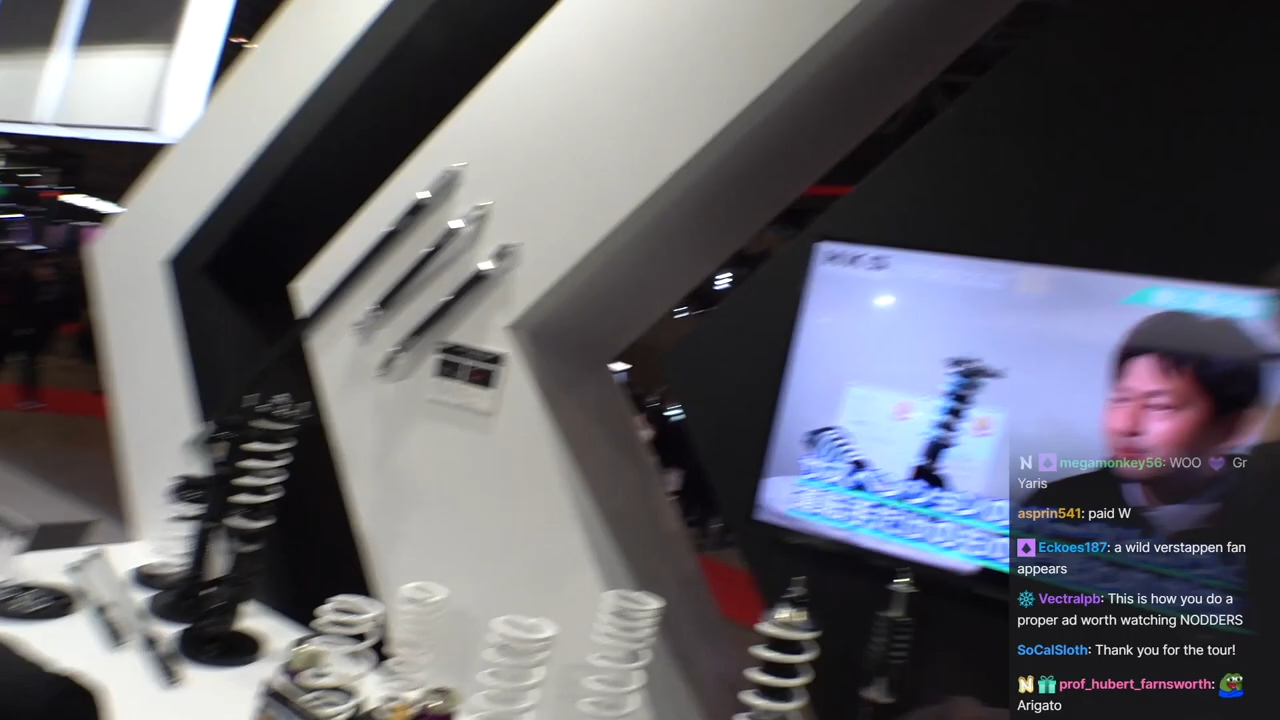 HKS
megamonkey56: WOO 💜 Gr
Yaris
asprin541: paid W
Eckoes187: a wild verstappen fan
appears
Vectralpb: This is how you do a
proper ad worth watching NODDERS
SoCalSloth: Thank you for the tour!
prof_hubert_farnsworth:
Arigato